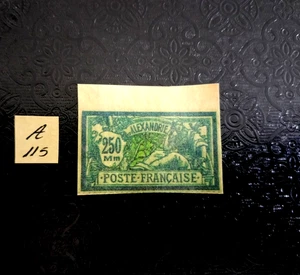 A
115
ALEXANDRIE
250
Mm
POSTE FRANÇAISE